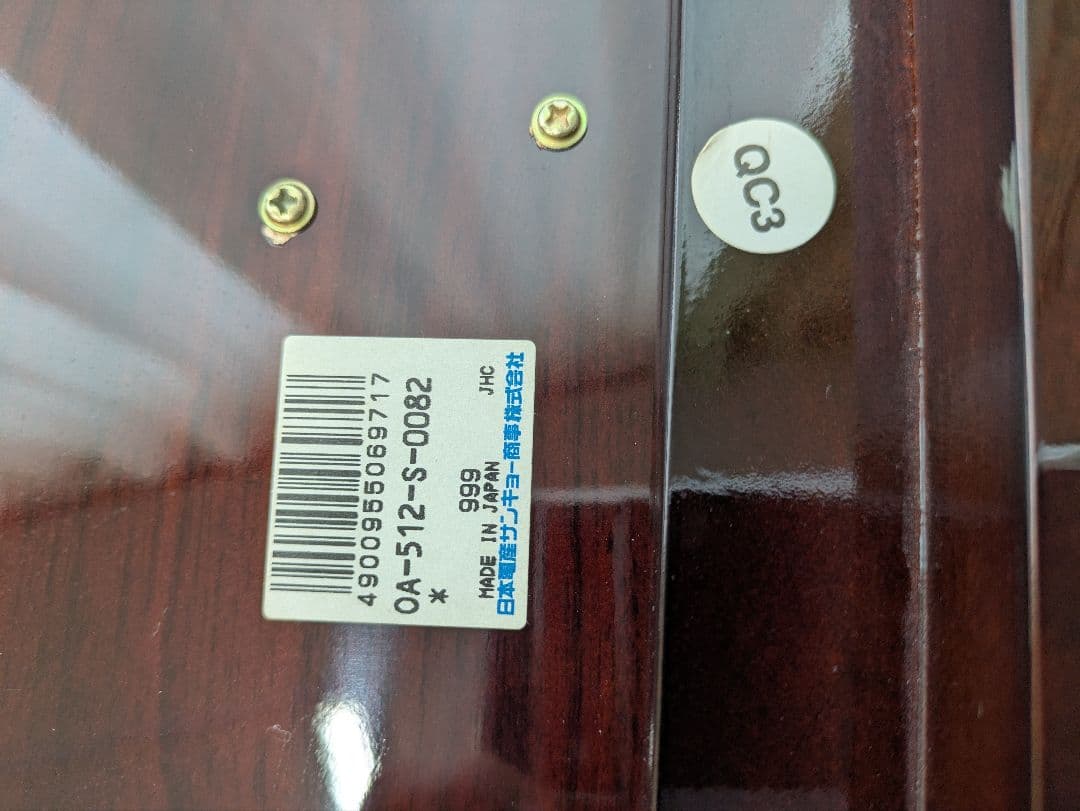 4900955069717
OA-512-S-0082
*
999
MADE IN JAPAN JHC
日本電産サンキョー商事株式会社
QC3